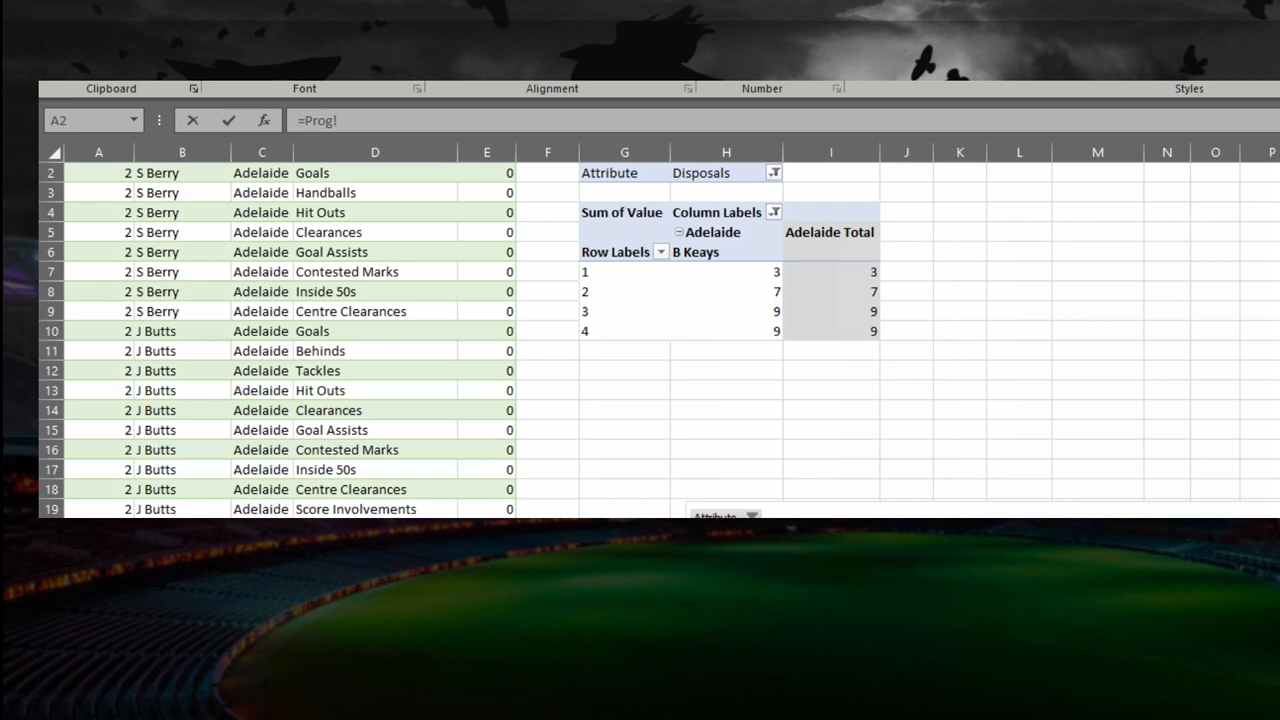 Clipboard Font Alignment Number Styles
A2 fx =Prog!
A B C D E F G H I J K L M N O P
2 2 S Berry Adelaide Goals 0 Attribute Disposals
3 2 S Berry Adelaide Handballs 0
4 2 S Berry Adelaide Hit Outs 0 Sum of Value Column Labels
5 2 S Berry Adelaide Clearances 0 Adelaide Adelaide Total
6 2 S Berry Adelaide Goal Assists 0 Row Labels B Keays
7 2 S Berry Adelaide Contested Marks 0 1 3 3
8 2 S Berry Adelaide Inside 50s 0 2 7 7
9 2 S Berry Adelaide Centre Clearances 0 3 9 9
10 2 J Butts Adelaide Goals 0 4 9 9
11 2 J Butts Adelaide Behinds 0
12 2 J Butts Adelaide Tackles 0
13 2 J Butts Adelaide Hit Outs 0
14 2 J Butts Adelaide Clearances 0
15 2 J Butts Adelaide Goal Assists 0
16 2 J Butts Adelaide Contested Marks 0
17 2 J Butts Adelaide Inside 50s 0
18 2 J Butts Adelaide Centre Clearances 0
19 2 J Butts Adelaide Score Involvements 0
Attribute